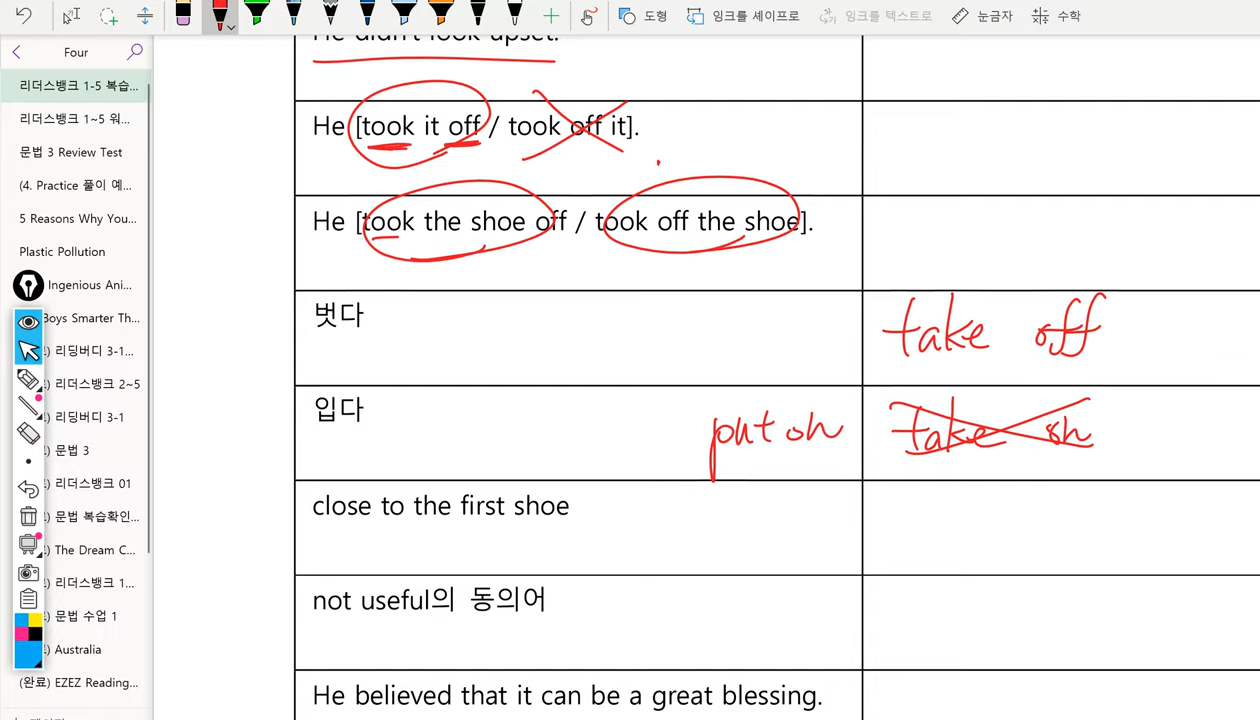 도형
잉크를 셰이프로
잉크를 텍스트로
눈금자
수학
Four
리더스뱅크 1-5 복습...
리더스뱅크 1~5 워...
문법 3 Review Test
(4. Practice 풀이 예...
5 Reasons Why You...
Plastic Pollution
Ingenious Ani...
Boys Smarter Th...
) 리딩버디 3-1...
) 리더스뱅크 2~5
) 리딩버디 3-1
) 문법 3
) 리더스뱅크 01
) 문법 복습확인...
) The Dream C...
) 리더스뱅크 1...
) 문법 수업 1
) Australia
(완료) EZEZ Reading...
He didn't look upset.
He [took it off / took off it].
He [took the shoe off / took off the shoe].
벗다
take off
입다
put on
close to the first shoe
not useful의 동의어
He believed that it can be a great blessing.